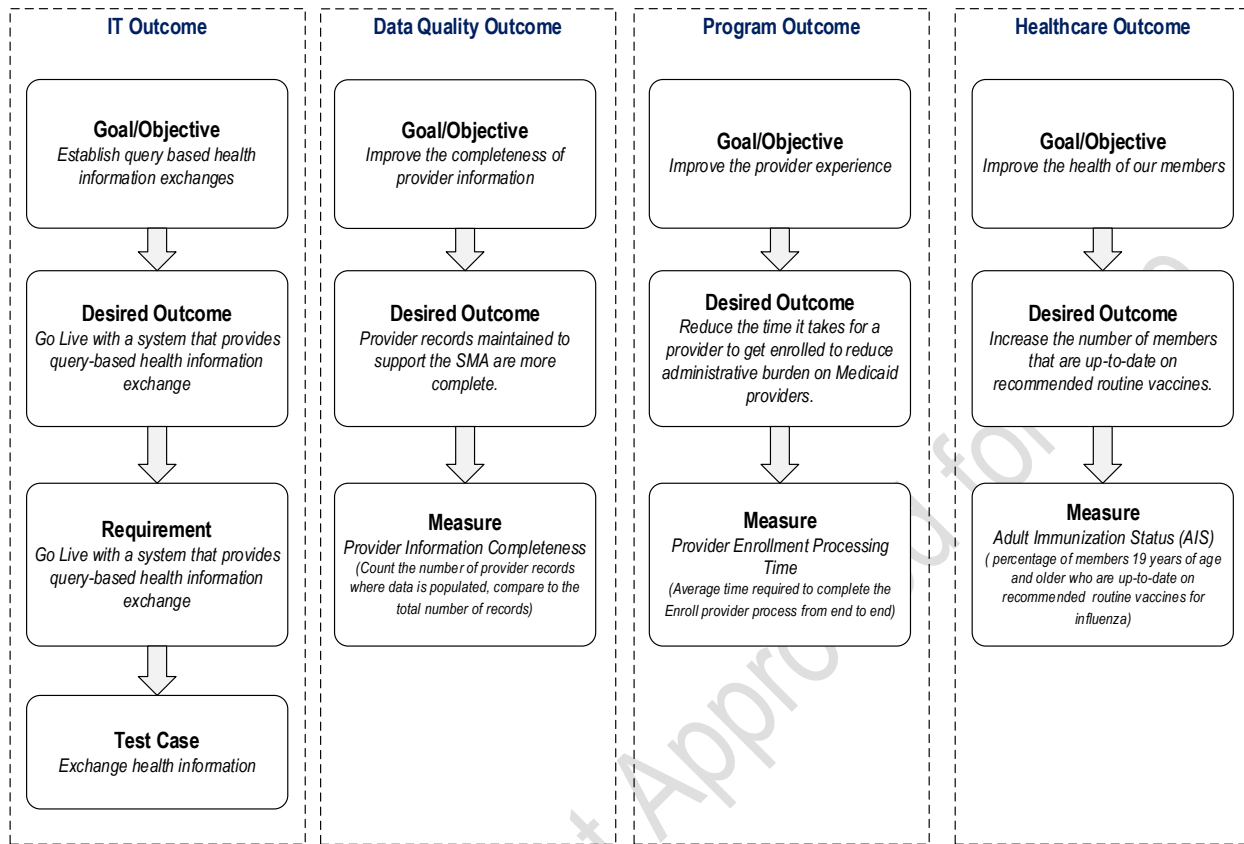 IT Outcome
Goal/Objective
Establish query based health
information exchanges
Desired Outcome
Go Live with a system that provides
query-based health information
exchange
Requirement
Go Live with a system that provides
query-based health information
exchange
Test Case
Exchange health information
Data Quality Outcome
Goal/Objective
Improve the completeness of
provider information
Desired Outcome
Provider records maintained to
support the SMA are more
complete.
Measure
Provider Information Completeness
(Count the number of provider records
where data is populated, compare to the
total number of records)
Program Outcome
Goal/Objective
Improve the provider experience
Desired Outcome
Reduce the time it takes for a
provider to get enrolled to reduce
administrative burden on Medicaid
providers.
Measure
Provider Enrollment Processing
Time
(Average time required to complete the
Enroll provider process from end to end)
Healthcare Outcome
Goal/Objective
Improve the health of our members
Desired Outcome
Increase the number of members
that are up-to-date on
recommended routine vaccines.
Measure
Adult Immunization Status (AIS)
( percentage of members 19 years of age
and older who are up-to-date on
recommended routine vaccines for
influenza)